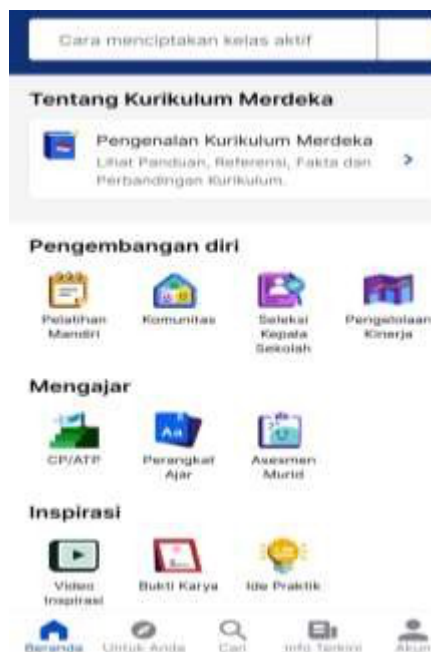 Cara menciptakan kelas aktif
Tentang Kurikulum Merdeka
Pengenalan Kurikulum Merdeka
Lihat Panduan, Referensi, Fakta dan
Perbandingan Kurikulum.
Pengembangan diri
Pelatihan Mandiri
Komunitas
Seleksi Kepala Sekolah
Pengelolaan Kinerja
Mengajar
CP/ATP
Perangkat Ajar
Asesmen Murid
Inspirasi
Video Inspirasi
Bukti Karya
Ide Praktik
Beranda
Untuk Anda
Cari
Info Terkini
Akun